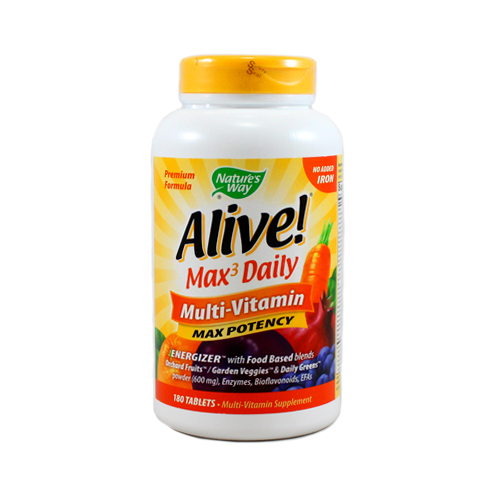 Premium
Formula
Nature's
Way
NO ADDED
IRON
Alive!
Max³ Daily
Multi-Vitamin
MAX POTENCY
ENERGIZER™ with Food Based blends
Orchard Fruits™ / Garden Veggies™ & Daily Greens™
powder (600 mg), Enzymes, Bioflavonoids, EFAs
180 TABLETS • Multi-Vitamin Supplement